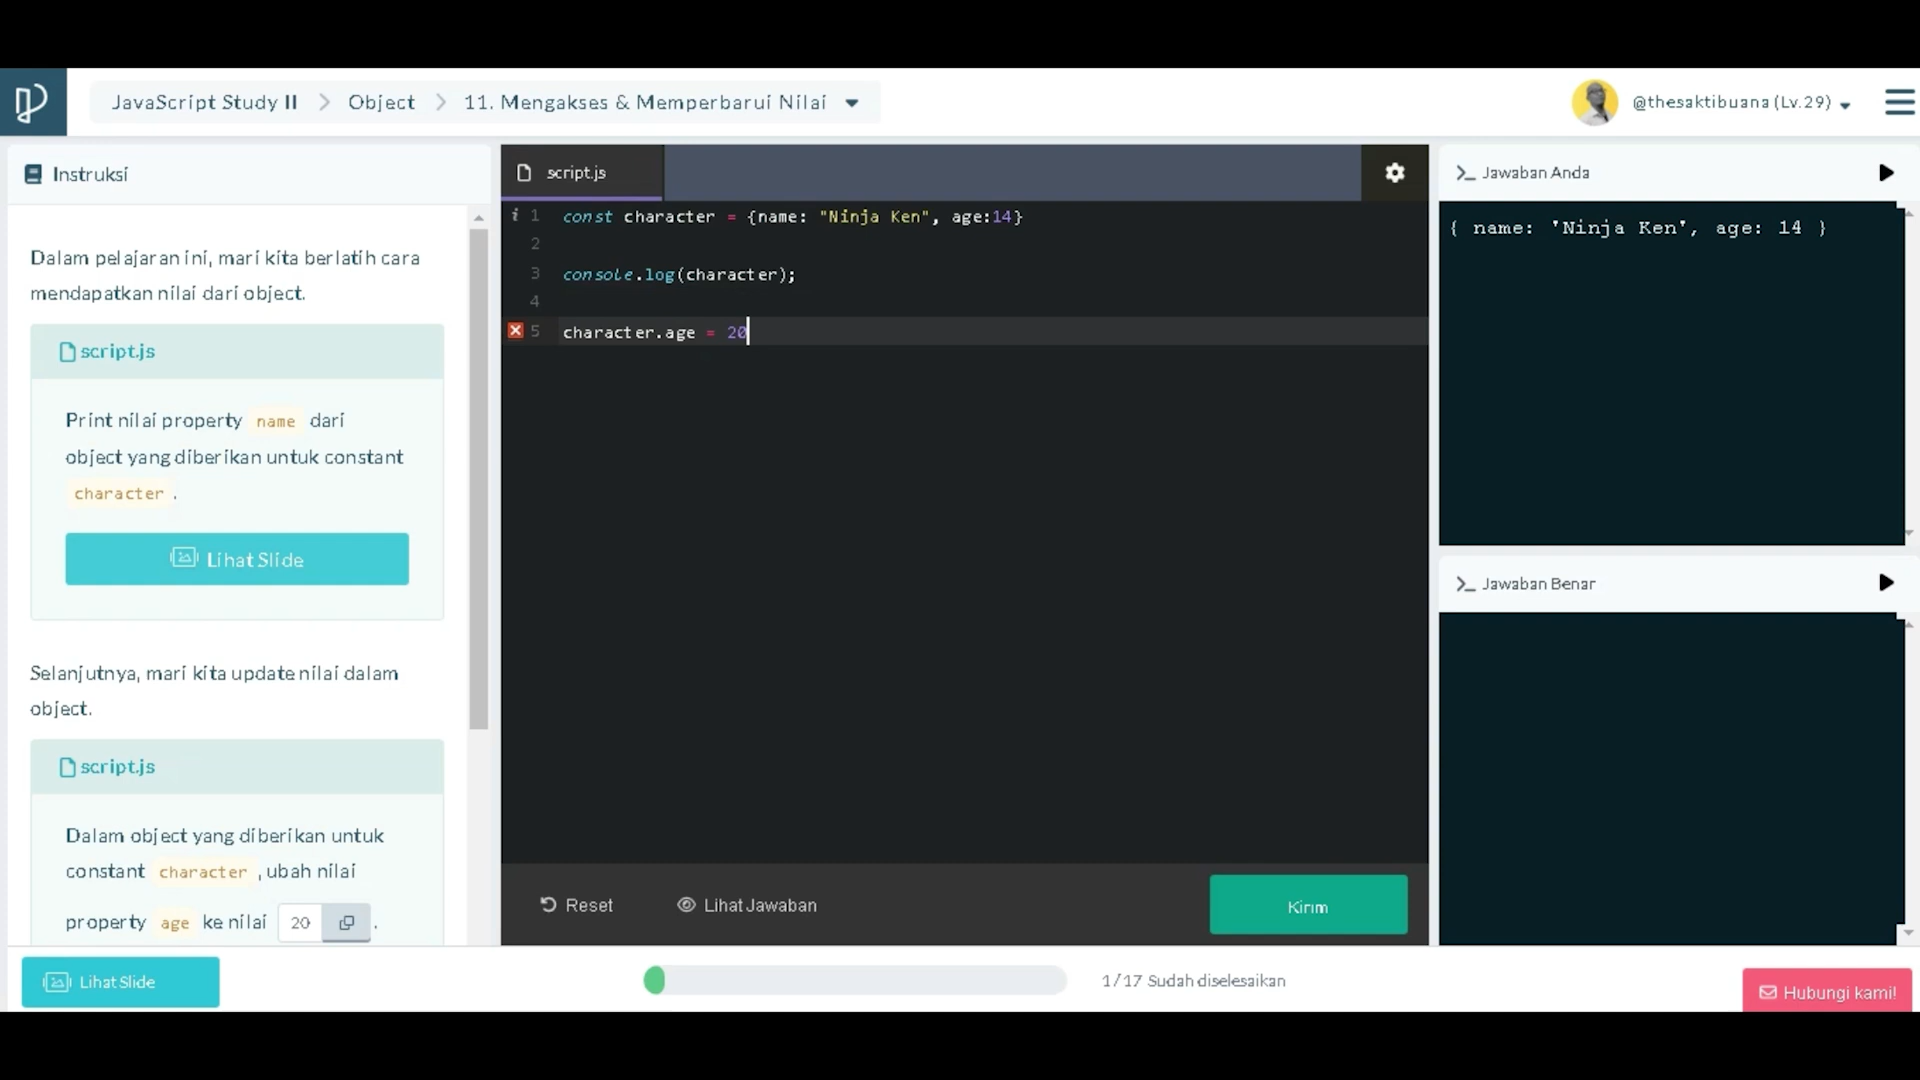 JavaScript Study II > Object > 11. Mengakses & Memperbarui Nilai
@thesaktibuana (Lv.29)
Instruksi
Dalam pelajaran ini, mari kita berlatih cara
mendapatkan nilai dari object.
script.js
Print nilai property name dari
object yang diberikan untuk constant
character .
Lihat Slide
Selanjutnya, mari kita update nilai dalam
object.
script.js
Dalam object yang diberikan untuk
constant character , ubah nilai
property age ke nilai 20 .
script.js
1 const character = {name: "Ninja Ken", age:14}
2
3 console.log(character);
4
5 character.age = 20
Reset
Lihat Jawaban
Kirim
>_ Jawaban Anda
{ name: 'Ninja Ken', age: 14 }
>_ Jawaban Benar
Lihat Slide
1/17 Sudah diselesaikan
Hubungi kami!